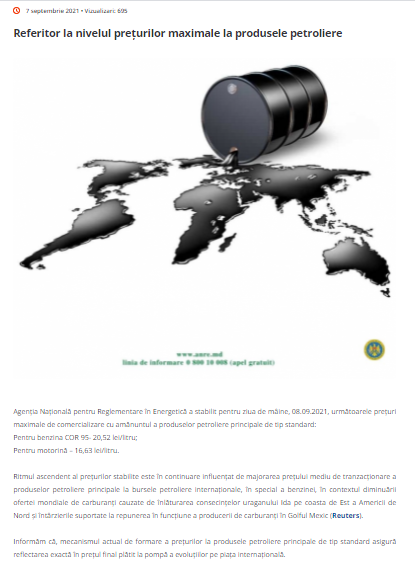 7 septembrie 2021 • Vizualizari: 695
Referitor la nivelul prețurilor maximale la produsele petroliere
www.anre.md
linia de informare 0 800 10 008 (apel gratuit)
Agenția Națională pentru Reglementare în Energetică a stabilit pentru ziua de mâine, 08.09.2021, următoarele prețuri
maximale de comercializare cu amănuntul a produselor petroliere principale de tip standard:
Pentru benzina COR 95- 20,52 lei/litru;
Pentru motorină – 16,63 lei/litru.
Ritmul ascendent al prețurilor stabilite este în continuare influențat de majorarea prețului mediu de tranzacționare a
produselor petroliere principale la bursele petroliere internaționale, în special a benzinei, în contextul diminuării
ofertei mondiale de carburanți cauzate de înlăturarea consecințelor uraganului Ida pe coasta de Est a Americii de
Nord și întârzierile suportate la repunerea în funcțiune a producerii de carburanți în Golful Mexic (Reuters).
Informăm că, mecanismul actual de formare a prețurilor la produsele petroliere principale de tip standard asigură
reflectarea exactă în prețul final plătit la pompă a evoluțiilor pe piața internațională.